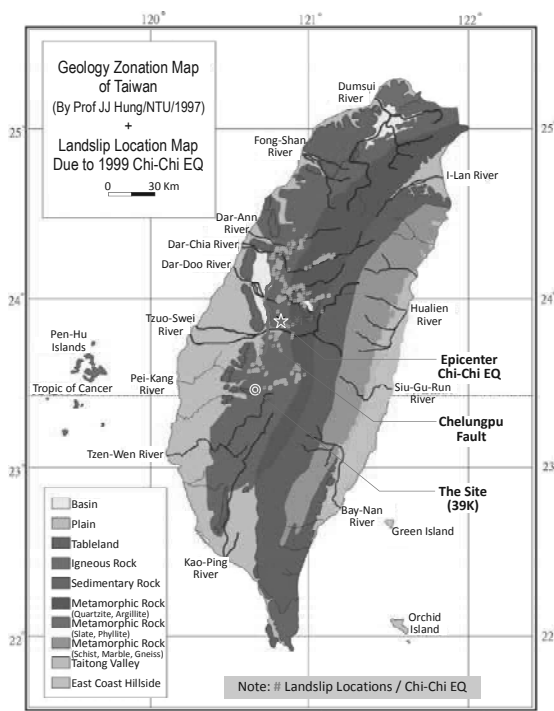 120
121
122
Geology Zonation Map
of Taiwan
(By Prof JJ Hung/NTU/1997)
+
Landslip Location Map
Due to 1999 Chi-Chi EQ
0 30 Km
Dumsui
River
25
25
Fong-Shan
River
I-Lan River
Dar-Ann
River
Dar-Chia River
Dar-Doo River
24
24
Tzuo-Swei
River
Hualien
River
Pen-Hu
Islands
Epicenter
Chi-Chi EQ
Pei-Kang
River
Siu-Gu-Run
River
Tropic of Cancer
Chelungpu
Fault
Tzen-Wen River
23
23
The Site
(39K)
Bay-Nan
River
Green Island
Basin
Plain
Tableland
Igneous Rock
Sedimentary Rock
Metamorphic Rock
(Quartzite, Argillite)
Metamorphic Rock
(Slate, Phyllite)
Metamorphic Rock
(Schist, Marble, Gneiss)
Taitong Valley
East Coast Hillside
Kao-Ping
River
Orchid
Island
22
22
Note: # Landslip Locations / Chi-Chi EQ